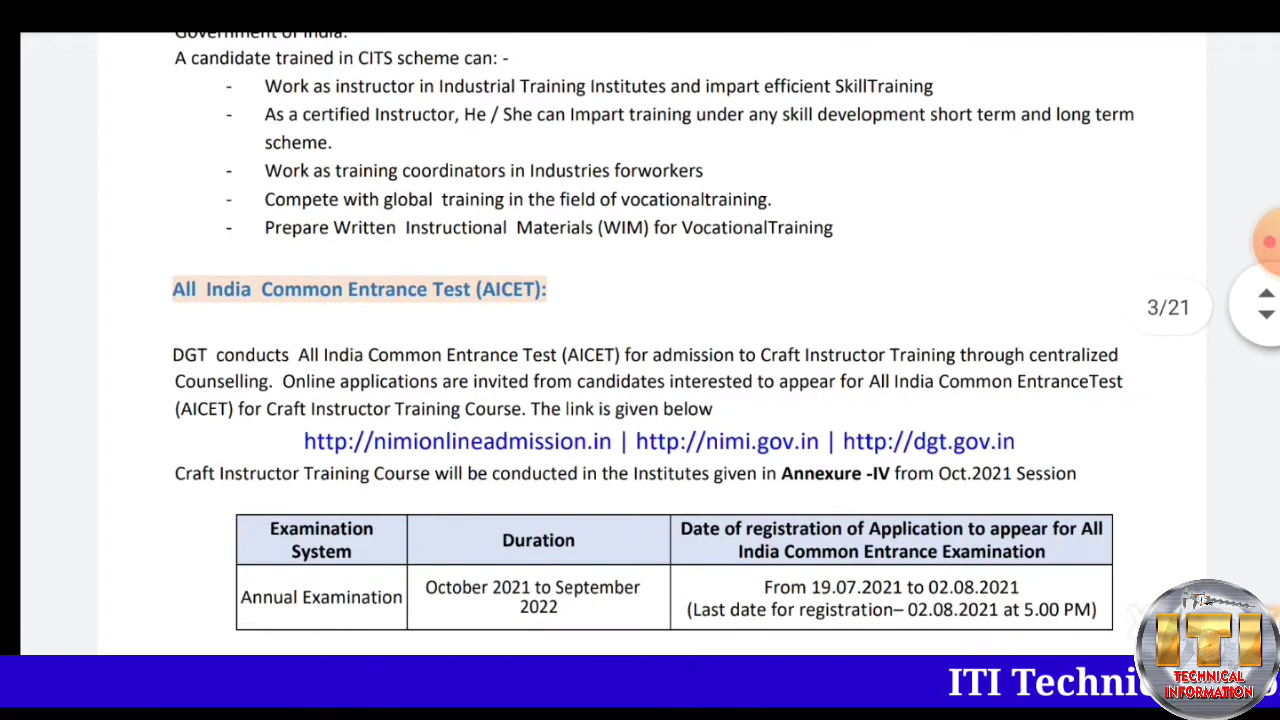 Government of India.
A candidate trained in CITS scheme can: -
- Work as instructor in Industrial Training Institutes and impart efficient SkillTraining
- As a certified Instructor, He / She can Impart training under any skill development short term and long term
scheme.
- Work as training coordinators in Industries forworkers
- Compete with global training in the field of vocationaltraining.
- Prepare Written Instructional Materials (WIM) for VocationalTraining
All India Common Entrance Test (AICET):
3/21
DGT conducts All India Common Entrance Test (AICET) for admission to Craft Instructor Training through centralized
Counselling. Online applications are invited from candidates interested to appear for All India Common EntranceTest
(AICET) for Craft Instructor Training Course. The link is given below
http://nimionlineadmission.in | http://nimi.gov.in | http://dgt.gov.in
Craft Instructor Training Course will be conducted in the Institutes given in Annexure -IV from Oct.2021 Session
Examination
System
Duration
Date of registration of Application to appear for All
India Common Entrance Examination
Annual Examination
October 2021 to September
2022
From 19.07.2021 to 02.08.2021
(Last date for registration– 02.08.2021 at 5.00 PM)
ITI Techni
ITI
TECHNICAL
INFORMATION